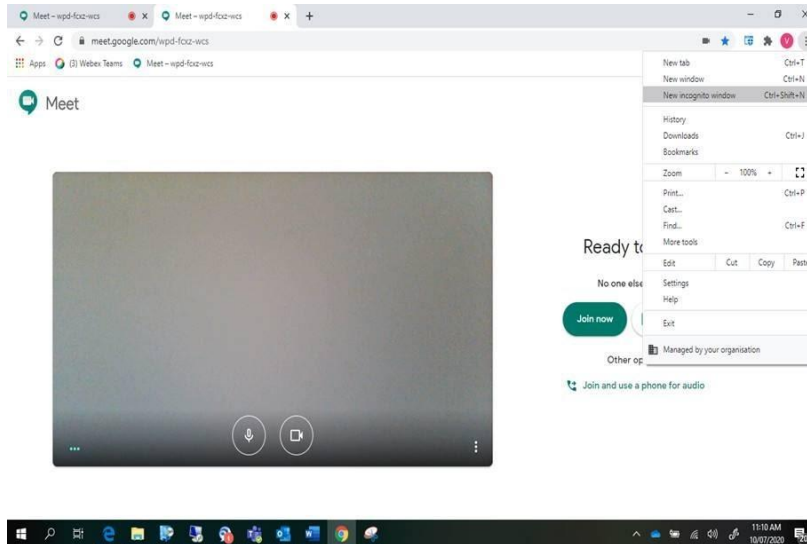 Meet – wpd-fcxz-wcs
Meet – wpd-fcxz-wcs
meet.google.com/wpd-fcxz-wcs
V
Apps (3) Webex Teams Meet – wpd-fcxz-wcs
Meet
New tab Ctrl+T
New window Ctrl+N
New incognito window Ctrl+Shift+N
History
Downloads Ctrl+J
Bookmarks
Zoom - 100% +
Print... Ctrl+P
Cast...
Find... Ctrl+F
More tools
Edit Cut Copy Paste
Settings
Help
Exit
Managed by your organisation
Ready to
No one else
Join now
Other op
Join and use a phone for audio
11:10 AM
10/07/2020